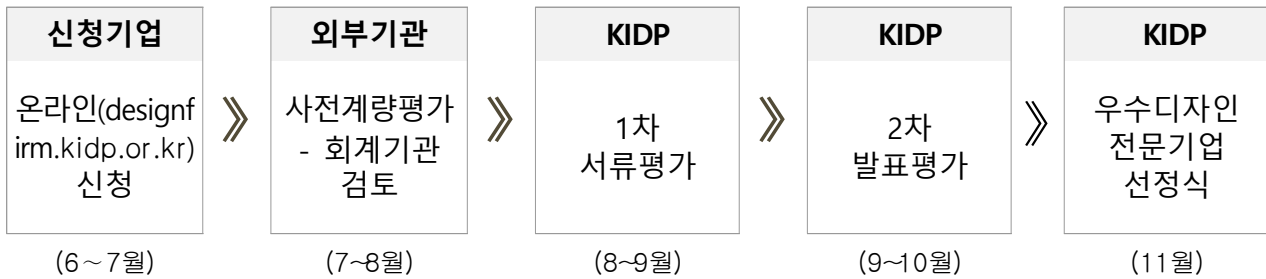 신청기업
온라인(designf
irm.kidp.or.kr)
신청
(6～7월)
외부기관
사전계량평가
- 회계기관
검토
(7~8월)
KIDP
1차
서류평가
(8~9월)
KIDP
2차
발표평가
(9~10월)
KIDP
우수디자인
전문기업
선정식
(11월)